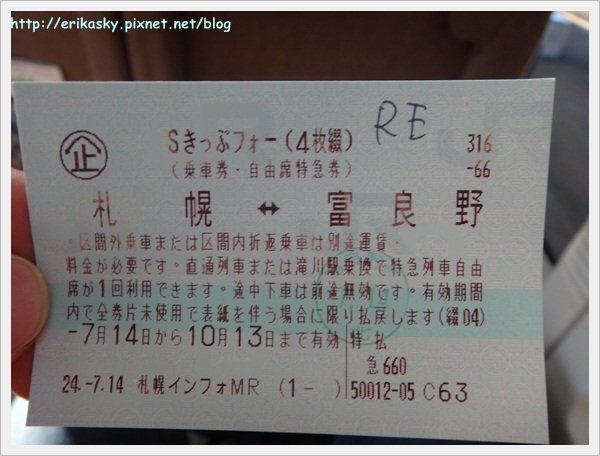 http://erikasky.pixnet.net/blog
企 Sきっぷフォー(4枚綴) RE 316
(乗車券・自由席特急券) -66
札幌 ↔ 富良野
・区間外乗車または区間内折返乗車は別途運賃・
料金が必要です。直通列車または滝川駅乗換で特急列車自由
席が1回利用できます。途中下車は前途無効です。有効期間
内で全券片未使用で表紙を伴う場合に限り払戻します(綴04)
-7月14日から10月13日まで有効 特 払
急 660
24.-7.14 札幌インフォMR (1- ) 50012-05 C63